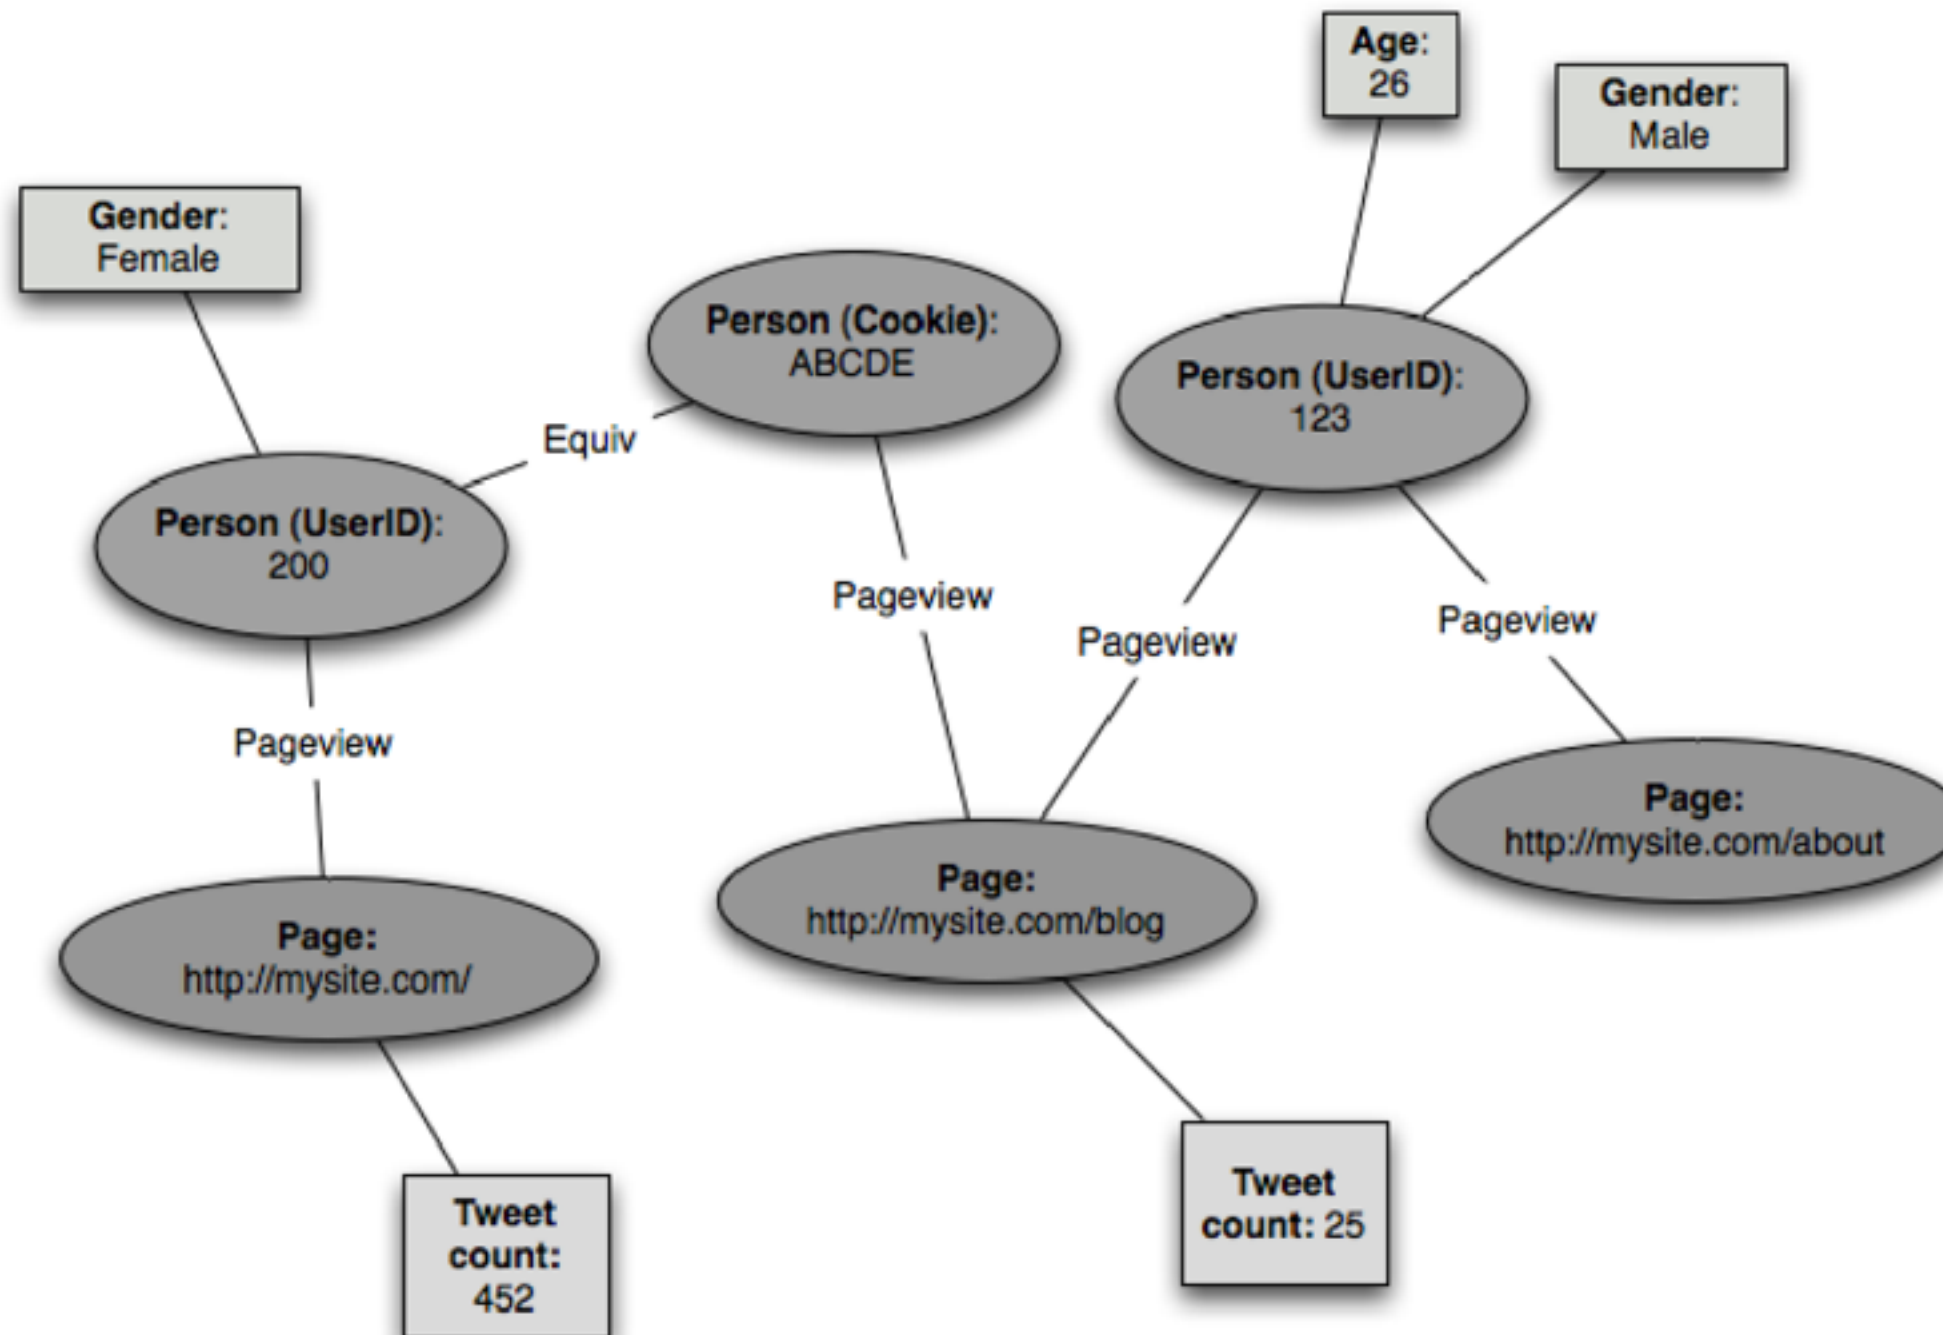 Age:
26
Gender:
Male
Gender:
Female
Person (Cookie):
ABCDE
Person (UserID):
123
Equiv
Person (UserID):
200
Pageview
Pageview
Pageview
Pageview
Page:
http://mysite.com/about
Page:
http://mysite.com/blog
Page:
http://mysite.com/
Tweet
count: 25
Tweet
count:
452